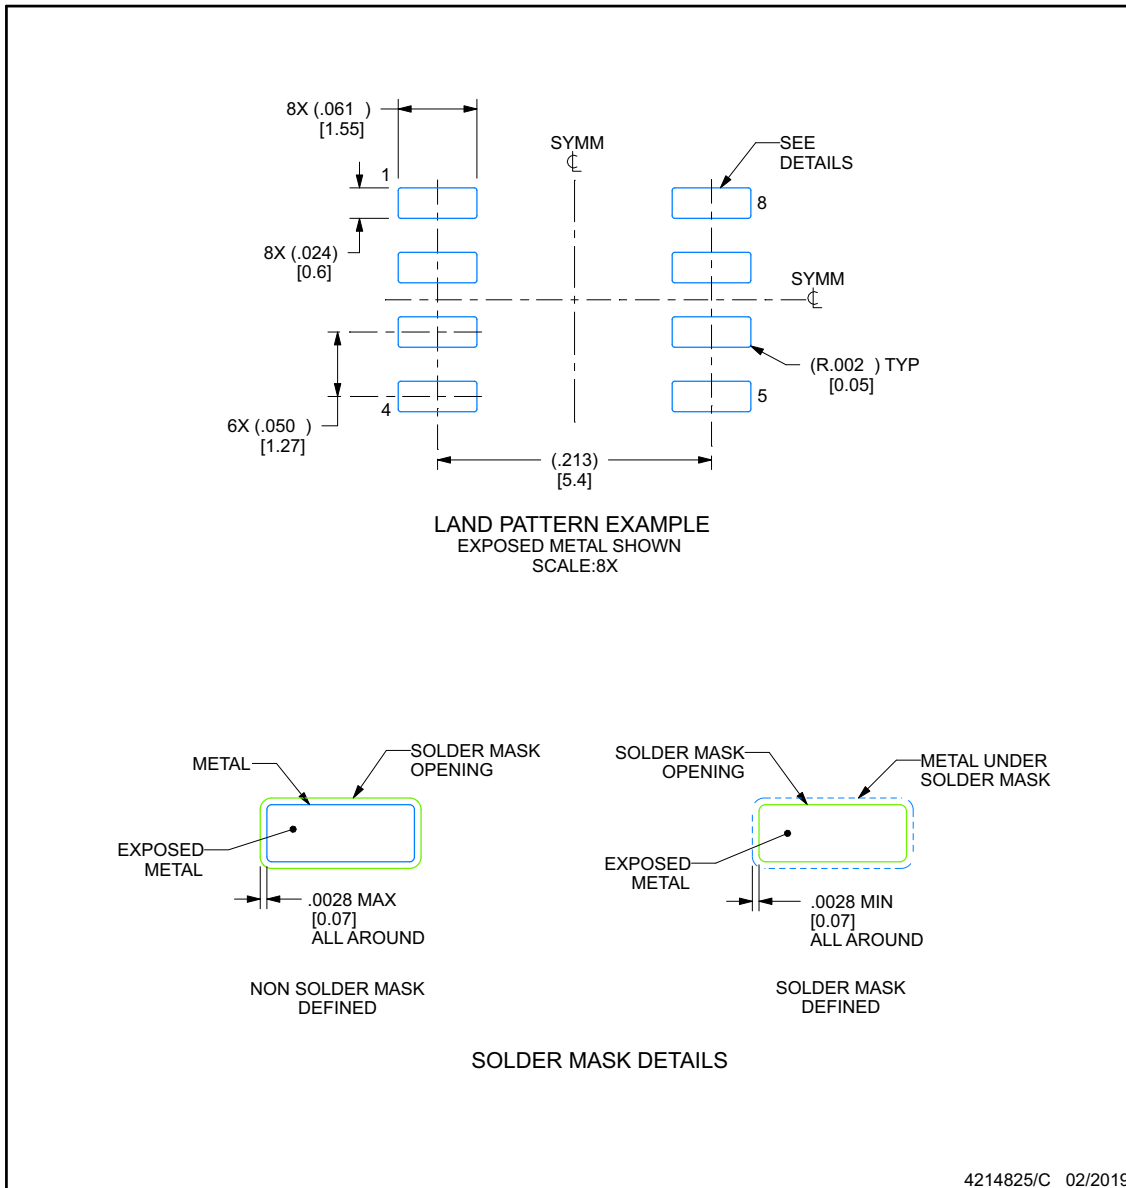 8X (.061 )
[1.55]
SYMM
CL
SEE
DETAILS
1
8
8X (.024)
[0.6]
SYMM
CL
(R.002 ) TYP
[0.05]
4
5
6X (.050 )
[1.27]
(.213)
[5.4]
LAND PATTERN EXAMPLE
EXPOSED METAL SHOWN
SCALE:8X
METAL
SOLDER MASK
OPENING
EXPOSED
METAL
.0028 MAX
[0.07]
ALL AROUND
NON SOLDER MASK
DEFINED
SOLDER MASK
OPENING
METAL UNDER
SOLDER MASK
EXPOSED
METAL
.0028 MIN
[0.07]
ALL AROUND
SOLDER MASK
DEFINED
SOLDER MASK DETAILS
4214825/C 02/2019